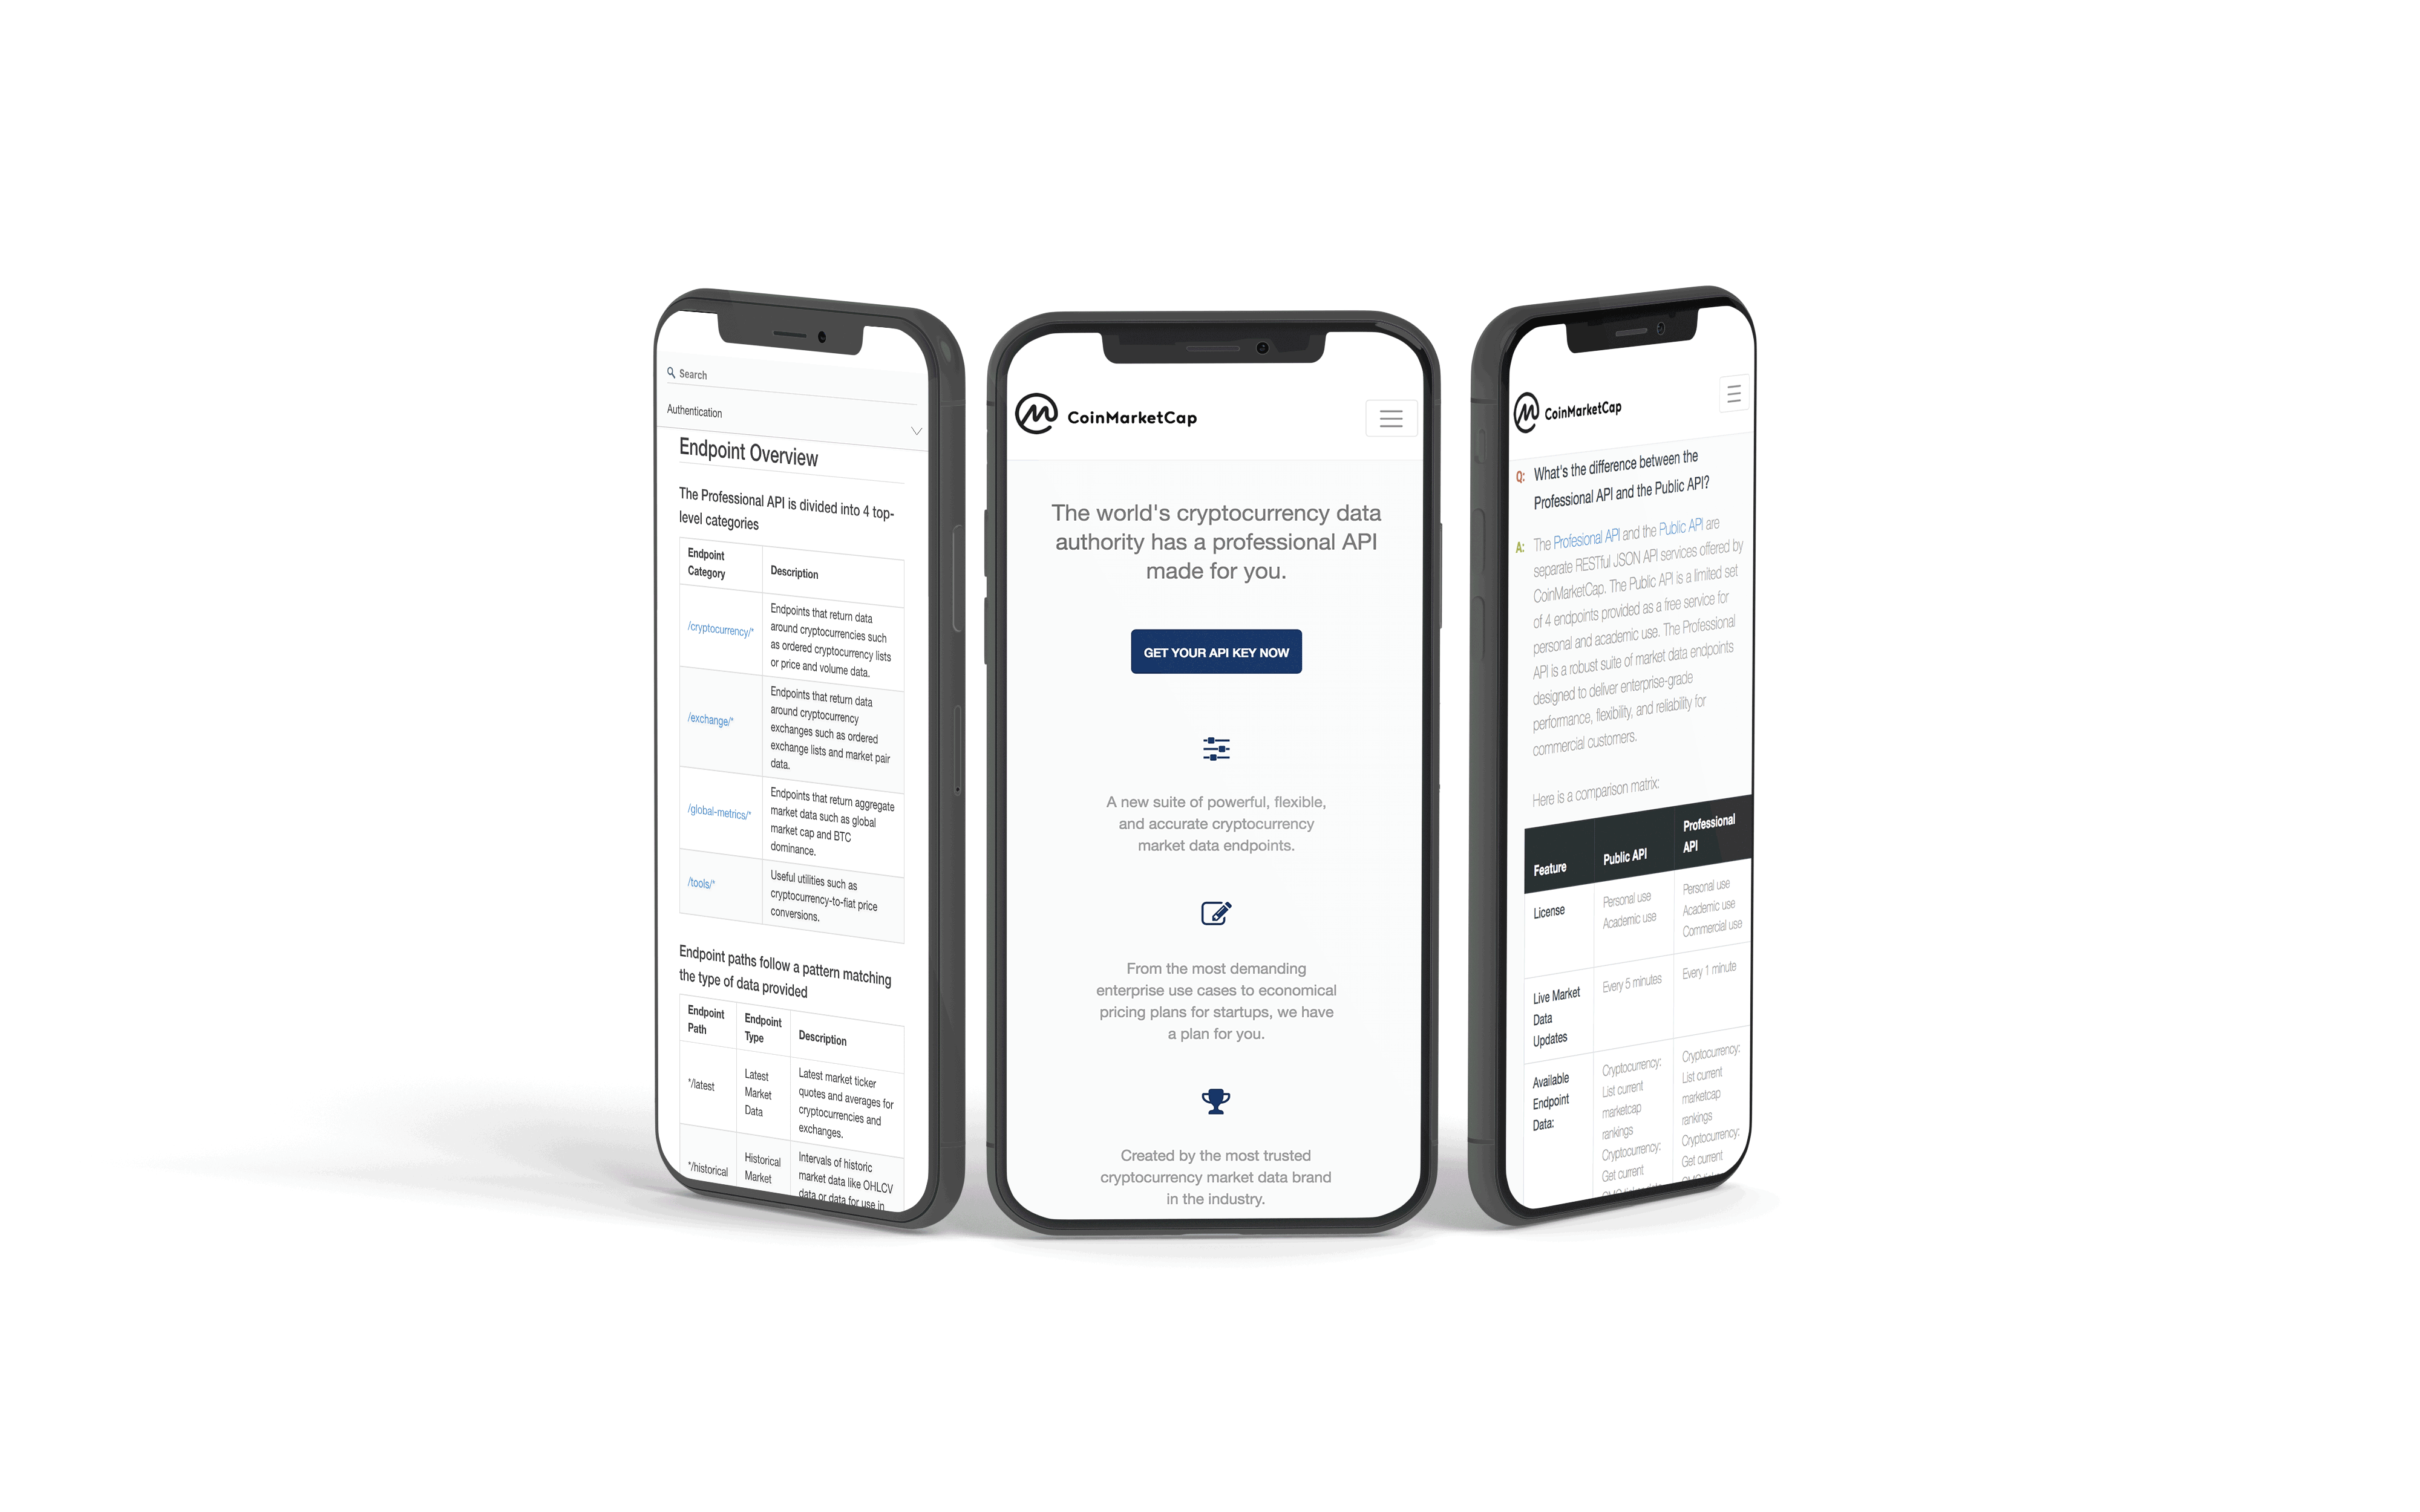 Search
Authentication
Endpoint Overview
The Professional API is divided into 4 top-
level categories
Endpoint
Category
Description
/cryptocurrency/*
Endpoints that return data
around cryptocurrencies such
as ordered cryptocurrency lists
or price and volume data.
/exchange/*
Endpoints that return data
around cryptocurrency
exchanges such as ordered
exchange lists and market pair
data.
/global-metrics/*
Endpoints that return aggregate
market data such as global
market cap and BTC
dominance.
/tools/*
Useful utilities such as
cryptocurrency-to-fiat price
conversions.
Endpoint paths follow a pattern matching
the type of data provided
Endpoint
Path
Endpoint
Type
Description
*/latest
Latest
Market
Data
Latest market ticker
quotes and averages for
cryptocurrencies and
exchanges.
*/historical
Historical
Market
Intervals of historic
market data like OHLCV
data or data for use in
CoinMarketCap
The world's cryptocurrency data
authority has a professional API
made for you.
GET YOUR API KEY NOW
A new suite of powerful, flexible,
and accurate cryptocurrency
market data endpoints.
From the most demanding
enterprise use cases to economical
pricing plans for startups, we have
a plan for you.
Created by the most trusted
cryptocurrency market data brand
in the industry.
CoinMarketCap
Q: What's the difference between the
Professional API and the Public API?
A: The Profesional API and the Public API are
separate RESTful JSON API services offered by
CoinMarketCap. The Public API is a limited set
of 4 endpoints provided as a free service for
personal and academic use. The Professional
API is a robust suite of market data endpoints
designed to deliver enterprise-grade
performance, flexibility, and reliability for
commercial customers.
Here is a comparison matrix:
Feature
Public API
Professional
API
License
Personal use
Academic use
Personal use
Academic use
Commercial use
Live Market
Data
Updates
Every 5 minutes
Every 1 minute
Available
Endpoint
Data:
Cryptocurrency:
List current
marketcap
rankings
Cryptocurrency:
Get current
Cryptocurrency:
List current
marketcap
rankings
Cryptocurrency:
Get current